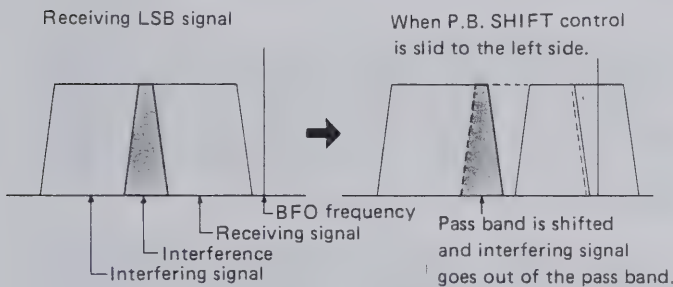 Receiving LSB signal
When P.B. SHIFT control
is slid to the left side.
BFO frequency
Receiving signal
Interference
Interfering signal
Pass band is shifted
and interfering signal
goes out of the pass band.